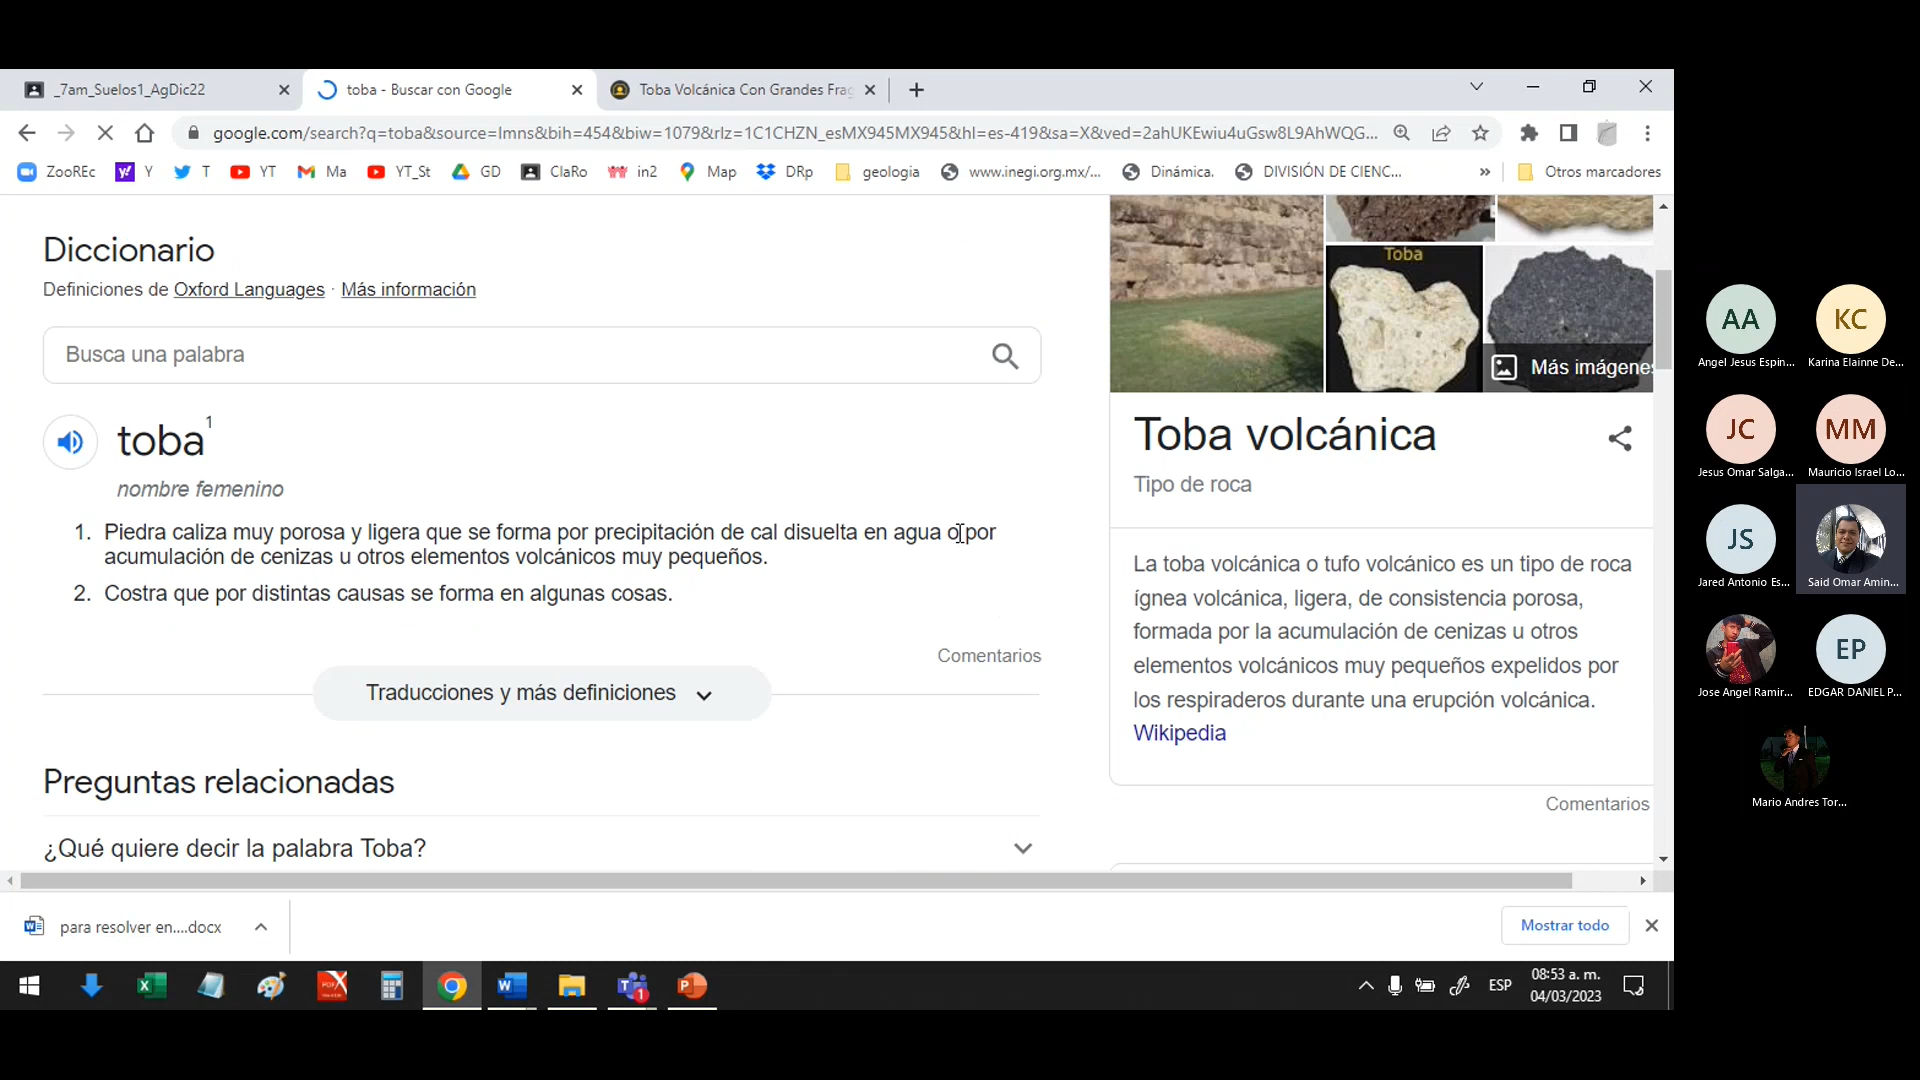 _7am_Suelos1_AgDic22
toba - Buscar con Google
Toba Volcánica Con Grandes Frag
google.com/search?q=toba&source=lmns&bih=454&biw=1079&rlz=1C1CHZN_esMX945MX945&hl=es-419&sa=X&ved=2ahUKEwiu4uGsw8L9AhWQG...
ZooREc
Y
T
YT
Ma
YT_St
GD
ClaRo
in2
Map
DRp
geologia
www.inegi.org.mx/...
Dinámica.
DIVISIÓN DE CIENC...
»
Otros marcadores
Diccionario
Definiciones de Oxford Languages · Más información
Busca una palabra
toba1
nombre femenino
1. Piedra caliza muy porosa y ligera que se forma por precipitación de cal disuelta en agua o por
acumulación de cenizas u otros elementos volcánicos muy pequeños.
2. Costra que por distintas causas se forma en algunas cosas.
Comentarios
Traducciones y más definiciones
Preguntas relacionadas
¿Qué quiere decir la palabra Toba?
Toba
Más imágenes
Toba volcánica
Tipo de roca
La toba volcánica o tufo volcánico es un tipo de roca
ígnea volcánica, ligera, de consistencia porosa,
formada por la acumulación de cenizas u otros
elementos volcánicos muy pequeños expelidos por
los respiraderos durante una erupción volcánica.
Wikipedia
Comentarios
para resolver en....docx
Mostrar todo
ESP
08:53 a. m.
04/03/2023
AA
Angel Jesus Espin...
KC
Karina Elainne De...
JC
Jesus Omar Salga...
MM
Mauricio Israel Lo...
JS
Jared Antonio Es...
Said Omar Amin...
Jose Angel Ramir...
EP
EDGAR DANIEL P...
Mario Andres Tor...